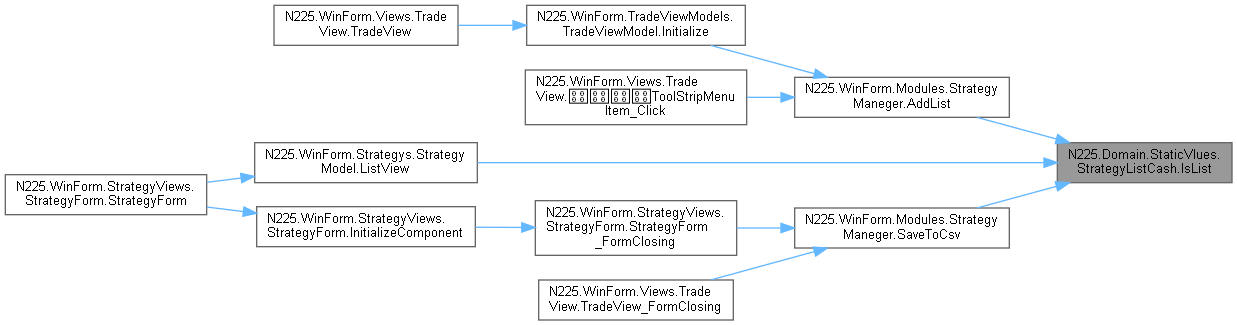 N225.WinForm.Views.Trade
View.TradeView
N225.WinForm.TradeViewModels.
TradeViewModel.Initialize
N225.WinForm.Views.Trade
View.ToolStripMenu
Item_Click
N225.WinForm.Modules.Strategy
Maneger.AddList
N225.WinForm.Strategys.Strategy
Model.ListView
N225.Domain.StaticVlues.
StrategyListCash.IsList
N225.WinForm.StrategyViews.
StrategyForm.StrategyForm
N225.WinForm.StrategyViews.
StrategyForm.InitializeComponent
N225.WinForm.StrategyViews.
StrategyForm.StrategyForm
_FormClosing
N225.WinForm.Modules.Strategy
Maneger.SaveToCsv
N225.WinForm.Views.Trade
View.TradeView_FormClosing